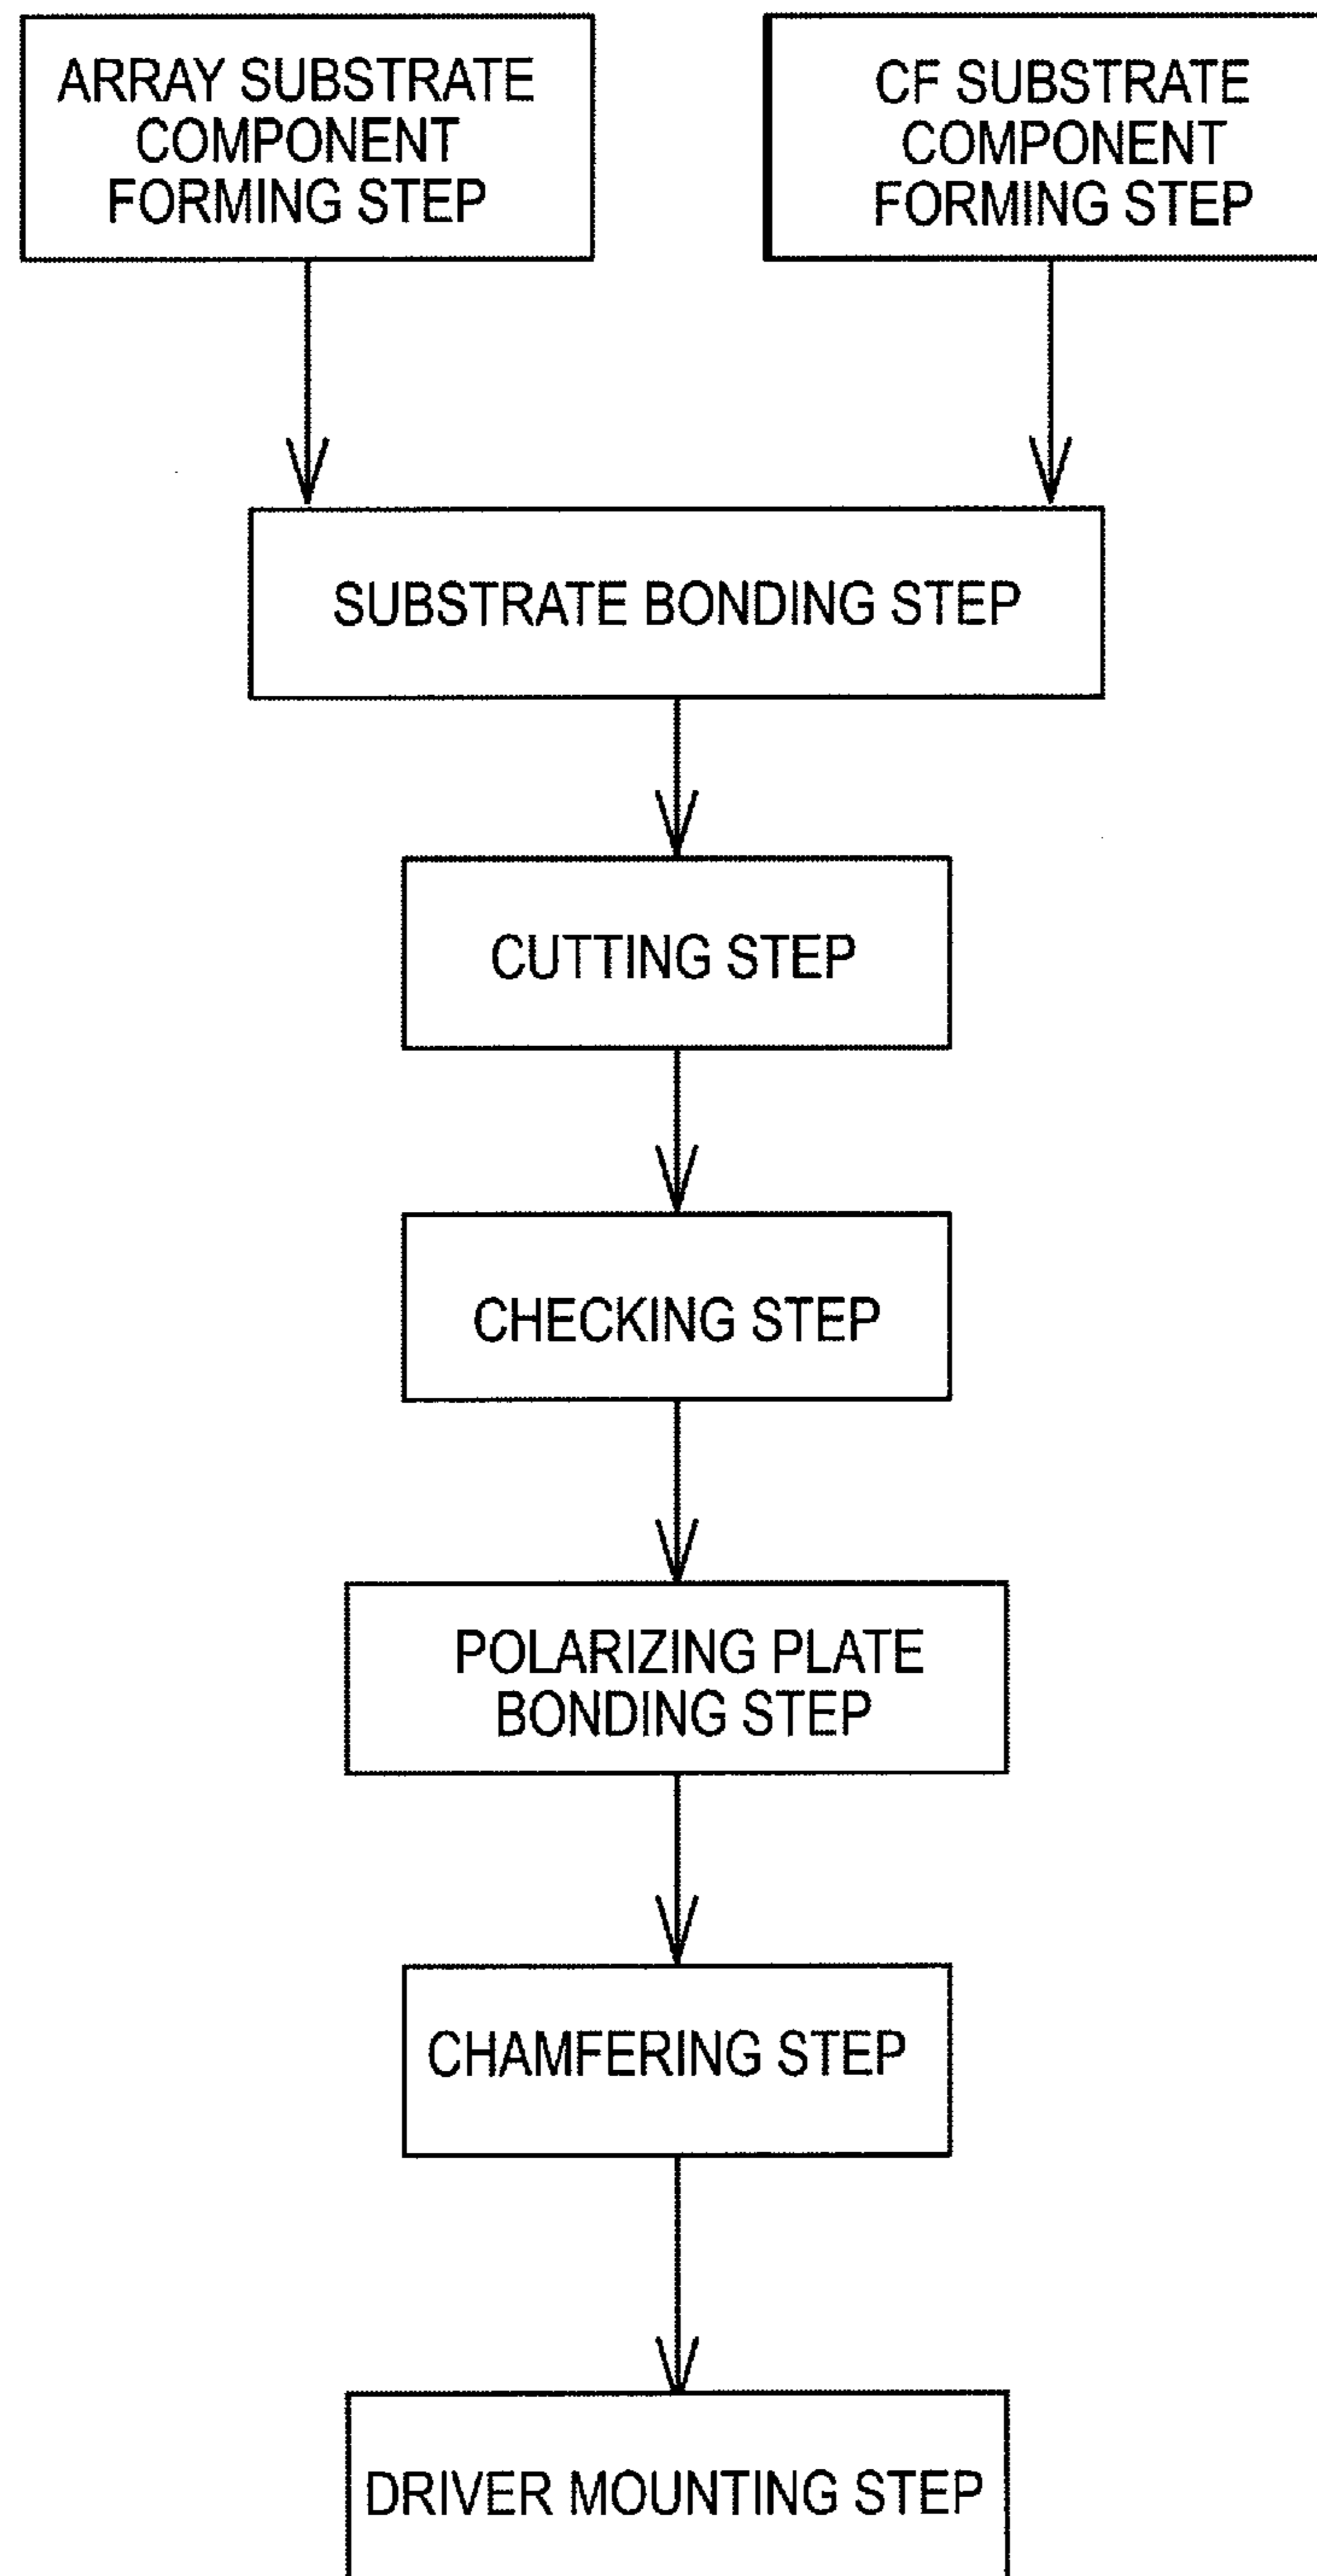 ARRAY SUBSTRATE
COMPONENT
FORMING STEP
CF SUBSTRATE
COMPONENT
FORMING STEP
SUBSTRATE BONDING STEP
CUTTING STEP
CHECKING STEP
POLARIZING PLATE
BONDING STEP
CHAMFERING STEP
DRIVER MOUNTING STEP